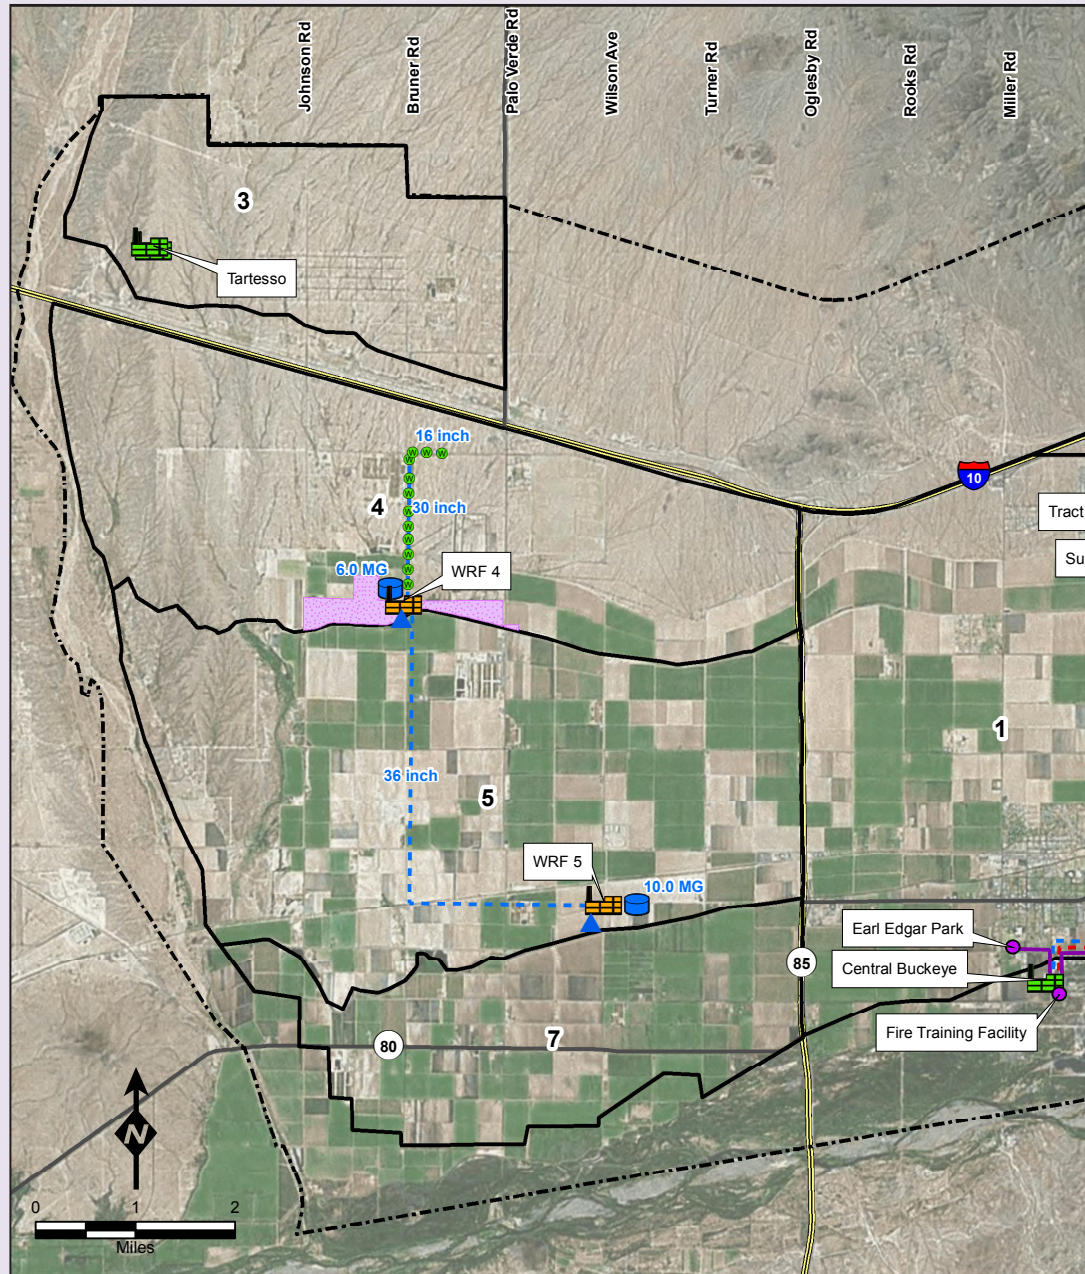 Johnson Rd
Bruner Rd
Palo Verde Rd
Wilson Ave
Turner Rd
Oglesby Rd
Rooks Rd
Miller Rd
3
Tartesso
16 inch
W W W
W
W
W
W
W
W
W
W
W
10
4
30 inch
Tract
Su
6.0 MG
WRF 4
1
36 inch
5
WRF 5
10.0 MG
Earl Edgar Park
85
Central Buckeye
Fire Training Facility
7
80
N
0 1 2
Miles